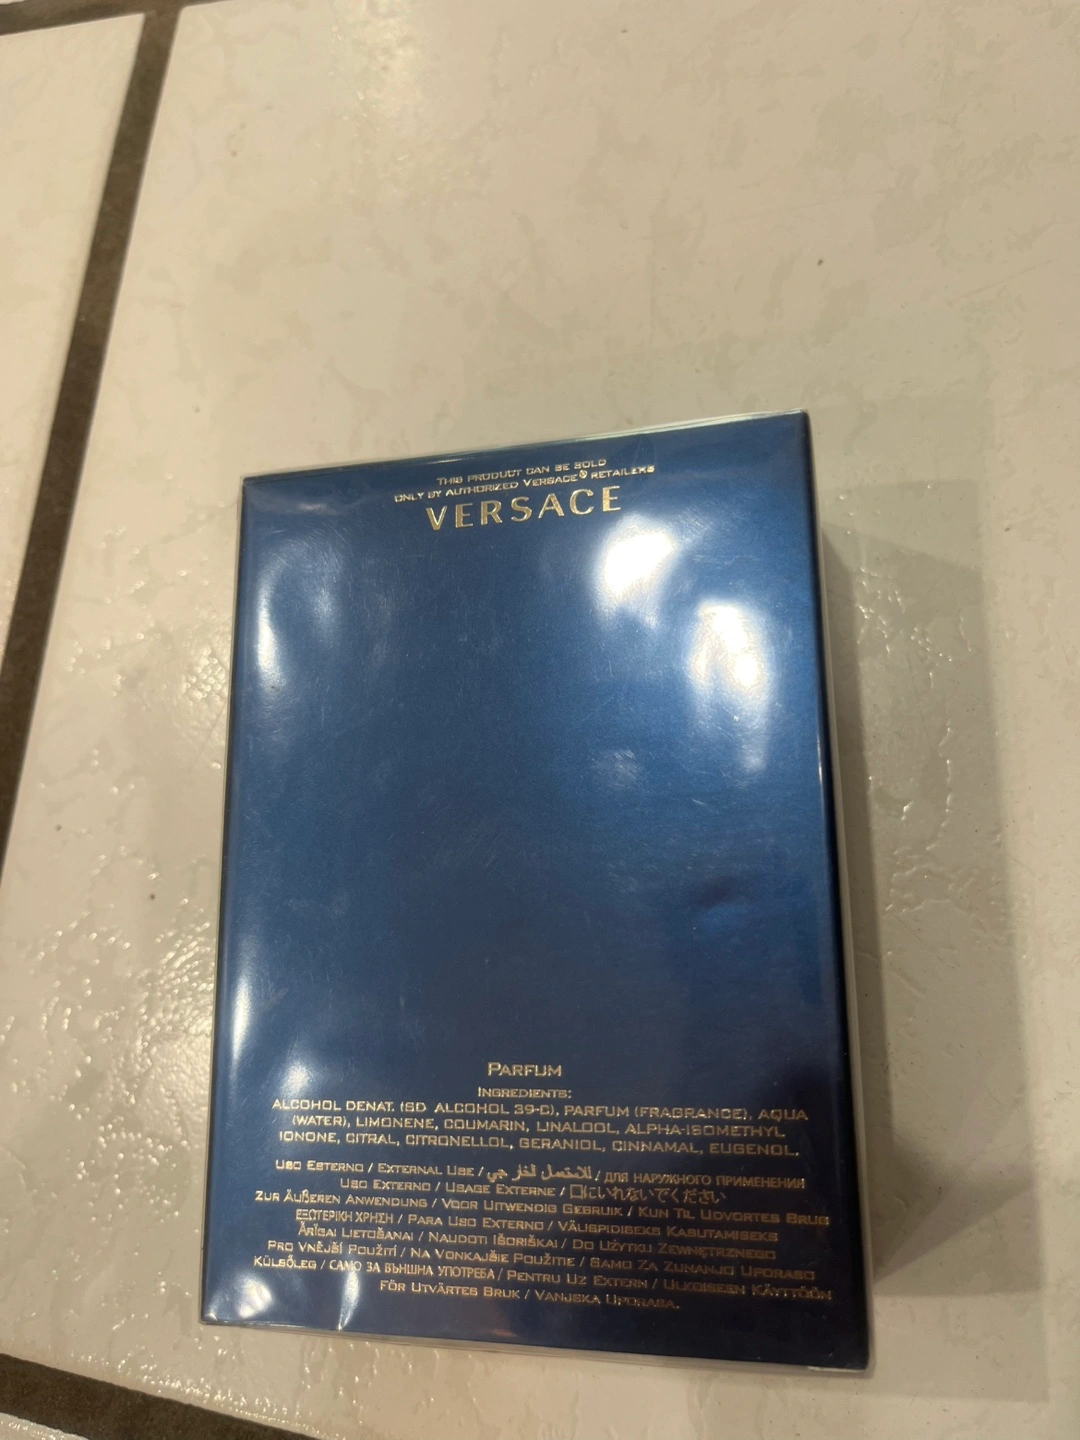 THIS PRODUCT CAN BE SOLD
ONLY BY AUTHORIZED VERSACE® RETAILERS
VERSACE
PARFUM
INGREDIENTS:
ALCOHOL DENAT. (SD ALCOHOL 39-C), PARFUM (FRAGRANCE), AQUA
(WATER), LIMONENE, COUMARIN, LINALOOL, ALPHA-ISOMETHYL
IONONE, CITRAL, CITRONELLOL, GERANIOL, CINNAMAL, EUGENOL.
USO ESTERNO / EXTERNAL USE / للاستعمال الخارجي / ДЛЯ НАРУЖНОГО ПРИМЕНЕНИЯ
USO EXTERNO / USAGE EXTERNE / 口にいれないでください
ZUR ÄUßEREN ANWENDUNG / VOOR UITWENDIG GEBRUIK / KUN TIL UDVORTES BRUG
ΕΞΩΤΕΡΙΚΗ ΧΡΗΣΗ / PARA USO EXTERNO / VÄLISPIDISEKS KASUTAMISEKS
ĀRĪGAI LIETOŠANAI / NAUDOTI IŠORIŠKAI / DO UŻYTKU ZEWNĘTRZNEGO
PRO VNĚJŠÍ POUŽITÍ / NA VONKAJŠIE POUŽITIE / SAMO ZA ZUNANJO UPORABO
KÜLSŐLEG / САМО ЗА ВЪНШНА УПОТРЕБА / PENTRU UZ EXTERN / ULKOISEEN KÄYTTÖÖN
FÖR UTVÄRTES BRUK / VANJSKA UPORABA.